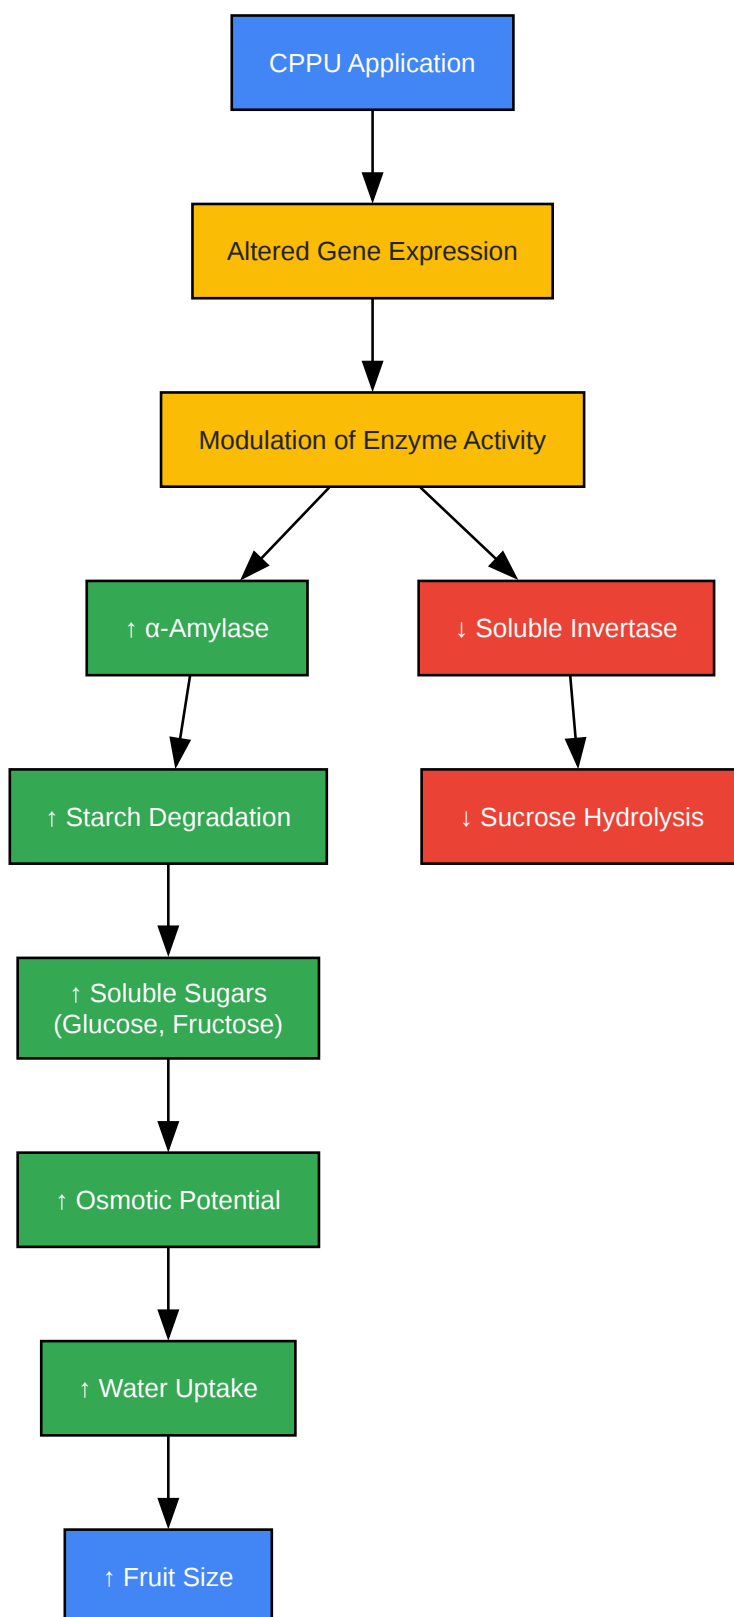 CPPU Application
Altered Gene Expression
Modulation of Enzyme Activity
↑ α-Amylase
↓ Soluble Invertase
↑ Starch Degradation
↓ Sucrose Hydrolysis
↑ Soluble Sugars
(Glucose, Fructose)
↑ Osmotic Potential
↑ Water Uptake
↑ Fruit Size